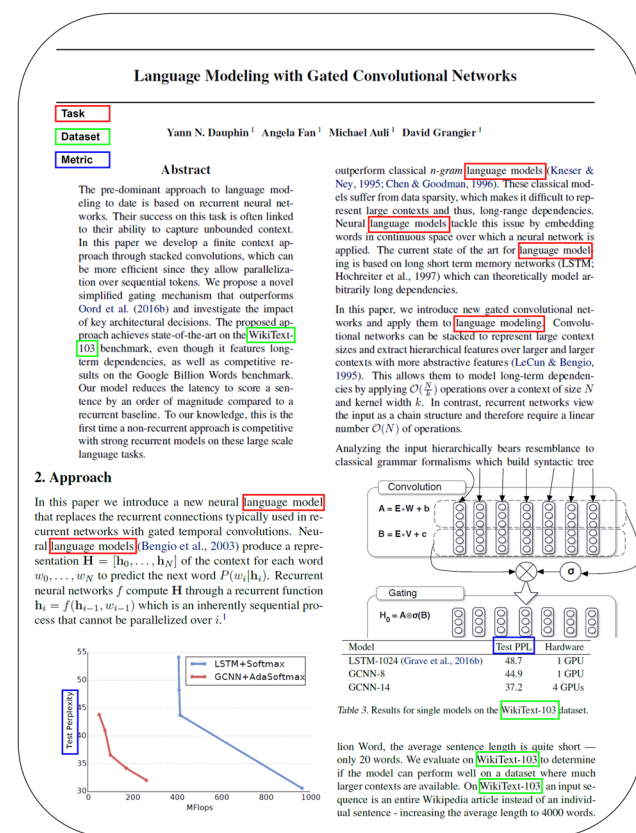 Language Modeling with Gated Convolutional Networks
Task
Dataset
Metric
Yann N. Dauphin 1 Angela Fan 1 Michael Auli 1 David Grangier 1
Abstract
The pre-dominant approach to language mod-
eling to date is based on recurrent neural net-
works. Their success on this task is often linked
to their ability to capture unbounded context.
In this paper we develop a finite context ap-
proach through stacked convolutions, which can
be more efficient since they allow paralleliza-
tion over sequential tokens. We propose a novel
simplified gating mechanism that outperforms
Oord et al. (2016b) and investigate the impact
of key architectural decisions. The proposed ap-
proach achieves state-of-the-art on the WikiText-
103 benchmark, even though it features long-
term dependencies, as well as competitive re-
sults on the Google Billion Words benchmark.
Our model reduces the latency to score a sen-
tence by an order of magnitude compared to a
recurrent baseline. To our knowledge, this is the
first time a non-recurrent approach is competitive
with strong recurrent models on these large scale
language tasks.
2. Approach
In this paper we introduce a new neural language model
that replaces the recurrent connections typically used in re-
current networks with gated temporal convolutions. Neu-
ral language models (Bengio et al., 2003) produce a repre-
sentation H = [h0, . . . , hN] of the context for each word
w0, . . . , wN to predict the next word P(wi|hi). Recurrent
neural networks f compute H through a recurrent function
hi = f(hi−1, wi−1) which is an inherently sequential pro-
cess that cannot be parallelized over i.1
55
50
45
40
35
30
Test Perplexity
LSTM+Softmax
GCNN+AdaSoftmax
0 200 400 600 800 1000
MFlops
outperform classical n-gram language models (Kneser &
Ney, 1995; Chen & Goodman, 1996). These classical mod-
els suffer from data sparsity, which makes it difficult to rep-
resent large contexts and thus, long-range dependencies.
Neural language models tackle this issue by embedding
words in continuous space over which a neural network is
applied. The current state of the art for language model-
ing is based on long short term memory networks (LSTM;
Hochreiter et al., 1997) which can theoretically model ar-
bitrarily long dependencies.
In this paper, we introduce new gated convolutional net-
works and apply them to language modeling. Convolu-
tional networks can be stacked to represent large context
sizes and extract hierarchical features over larger and larger
contexts with more abstractive features (LeCun & Bengio,
1995). This allows them to model long-term dependen-
cies by applying O(N/k) operations over a context of size N
and kernel width k. In contrast, recurrent networks view
the input as a chain structure and therefore require a linear
number O(N) of operations.
Analyzing the input hierarchically bears resemblance to
classical grammar formalisms which build syntactic tree
Convolution
A = E∗W + b
B = E∗V + c
σ
Gating
H0 = A⊗σ(B)
Model Test PPL Hardware
LSTM-1024 (Grave et al., 2016b) 48.7 1 GPU
GCNN-8 44.9 1 GPU
GCNN-14 37.2 4 GPUs
Table 3. Results for single models on the WikiText-103 dataset.
lion Word, the average sentence length is quite short —
only 20 words. We evaluate on WikiText-103 to determine
if the model can perform well on a dataset where much
larger contexts are available. On WikiText-103, an input se-
quence is an entire Wikipedia article instead of an individ-
ual sentence - increasing the average length to 4000 words.